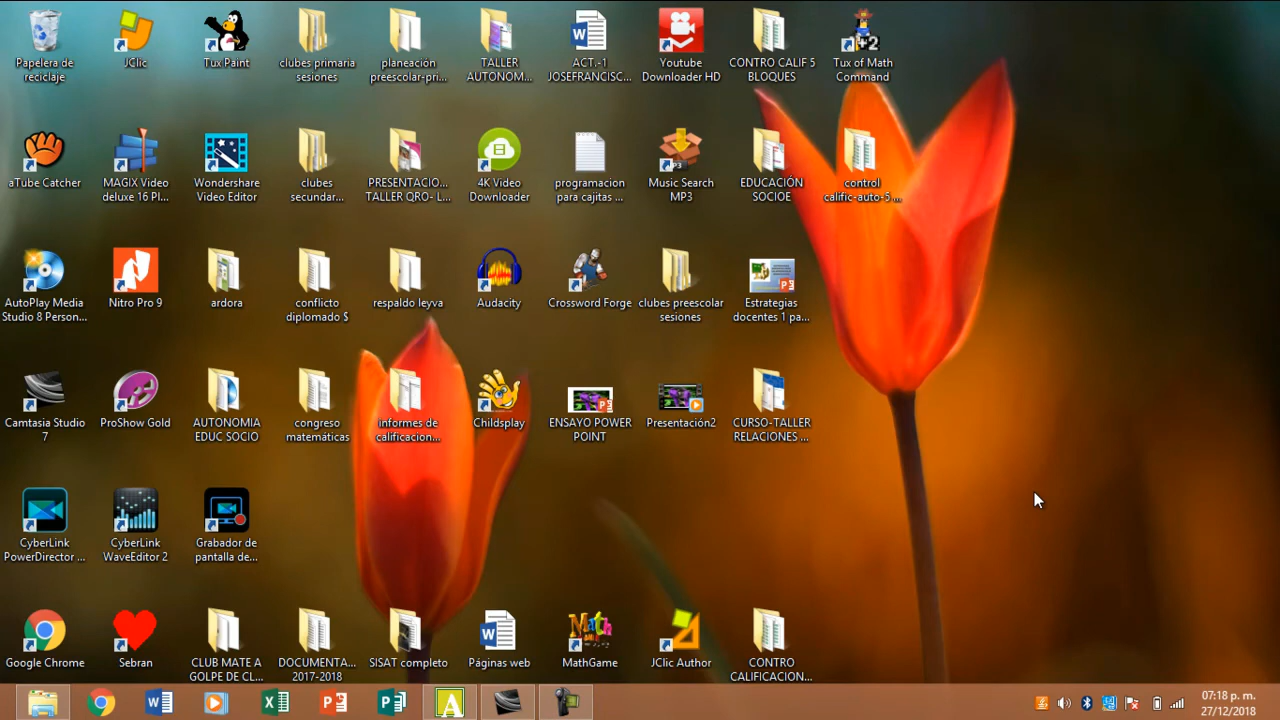 Papelera de
reciclaje
JClic
Tux Paint
clubes primaria
sesiones
planeacion
preescolar-pri...
TALLER
AUTONOM...
ACT.-1
JOSEFRANCISC...
Youtube
Downloader HD
CONTRO CALIF 5
BLOQUES
Tux of Math
Command
aTube Catcher
MAGIX Video
deluxe 16 Pl...
Wondershare
Video Editor
clubes
secundar...
PRESENTACIO...
TALLER QRO- L...
4K Video
Downloader
programacion
para cajitas ...
Music Search
MP3
EDUCACIÓN
SOCIOE
control
calific-auto-5 ...
AutoPlay Media
Studio 8 Person...
Nitro Pro 9
ardora
conflicto
diplomado $
respaldo leyva
Audacity
Crossword Forge
clubes preescolar
sesiones
Estrategias
docentes 1 pa...
Camtasia Studio
7
ProShow Gold
AUTONOMIA
EDUC SOCIO
congreso
matemáticas
informes de
calificacion...
Childsplay
ENSAYO POWER
POINT
Presentación2
CURSO-TALLER
RELACIONES ...
CyberLink
PowerDirector ...
CyberLink
WaveEditor 2
Grabador de
pantalla de...
Google Chrome
Sebran
CLUB MATE A
GOLPE DE CL...
DOCUMENTA...
2017-2018
SISAT completo
Páginas web
MathGame
JClic Author
CONTRO
CALIFICACION...
07:18 p. m.
27/12/2018